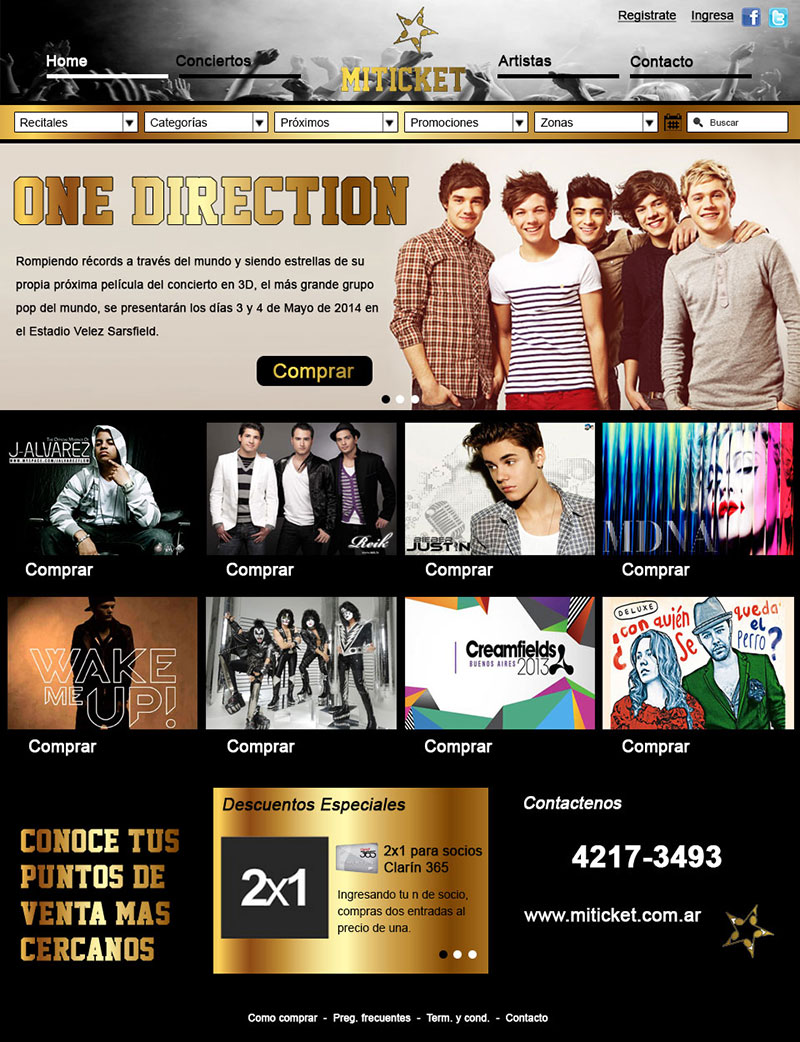 Registrate Ingresa
Home Conciertos Artistas Contacto
MITICKET
Recitales Categorías Próximos Promociones Zonas Buscar
ONE DIRECTION
Rompiendo récords a través del mundo y siendo estrellas de su
propia próxima película del concierto en 3D, el más grande grupo
pop del mundo, se presentarán los días 3 y 4 de Mayo de 2014 en
el Estadio Velez Sarsfield.
Comprar
J-ALVAREZ
Reik
BIEBER
JUSTIN
MDNA
Comprar Comprar Comprar Comprar
WAKE
ME UP!
Creamfields
BUENOS AIRES 2013
DELUXE
¿con quién
se queda
el
perro?
Comprar Comprar Comprar Comprar
CONOCE TUS
PUNTOS DE
VENTA MAS
CERCANOS
Descuentos Especiales
2x1
365
2x1 para socios
Clarín 365
Ingresando tu n de socio,
compras dos entradas al
precio de una.
Contactenos
4217-3493
www.miticket.com.ar
Como comprar - Preg. frecuentes - Term. y cond. - Contacto